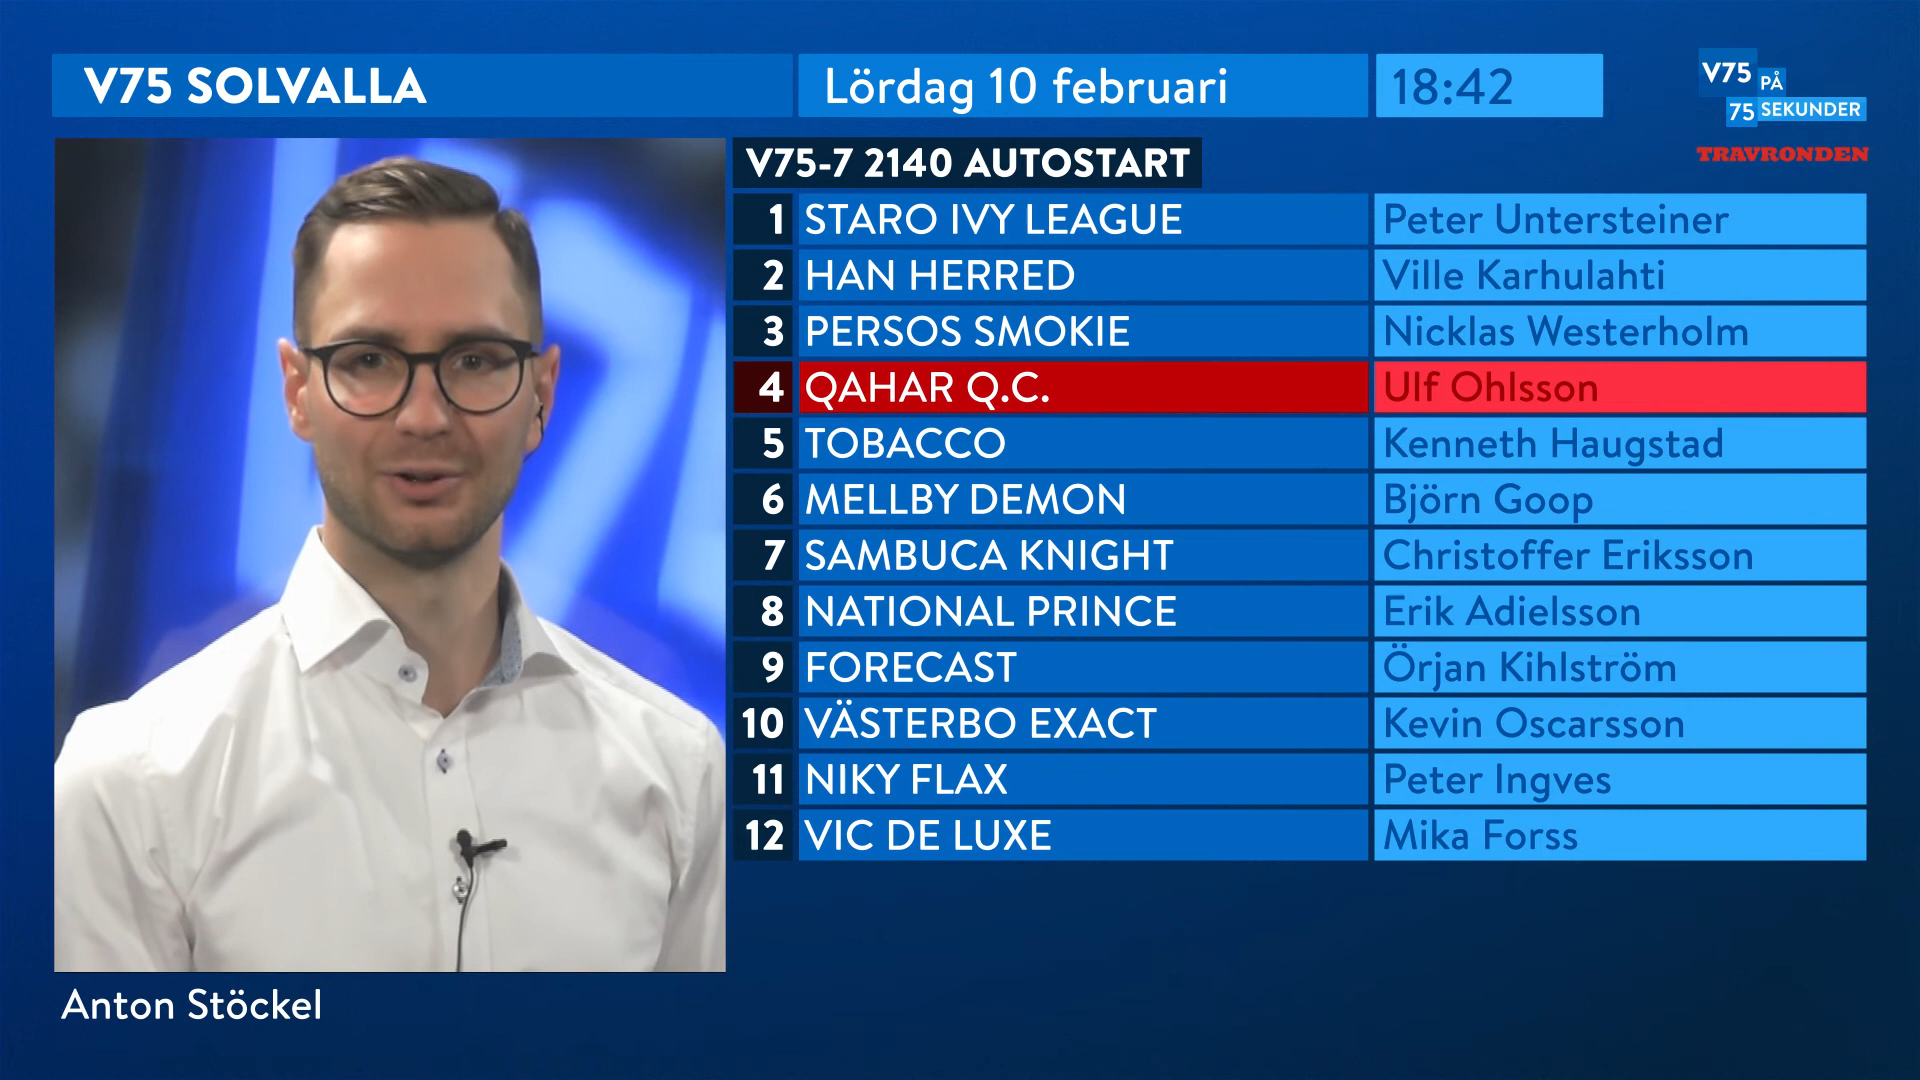 V75 SOLVALLA
Lördag 10 februari
18:42
V75 PÅ
75 SEKUNDER
TRAVRONDEN
V75-7 2140 AUTOSTART
1 STARO IVY LEAGUE Peter Untersteiner
2 HAN HERRED Ville Karhulahti
3 PERSOS SMOKIE Nicklas Westerholm
4 QAHAR Q.C. Ulf Ohlsson
5 TOBACCO Kenneth Haugstad
6 MELLBY DEMON Björn Goop
7 SAMBUCA KNIGHT Christoffer Eriksson
8 NATIONAL PRINCE Erik Adielsson
9 FORECAST Örjan Kihlström
10 VÄSTERBO EXACT Kevin Oscarsson
11 NIKY FLAX Peter Ingves
12 VIC DE LUXE Mika Forss
Anton Stöckel